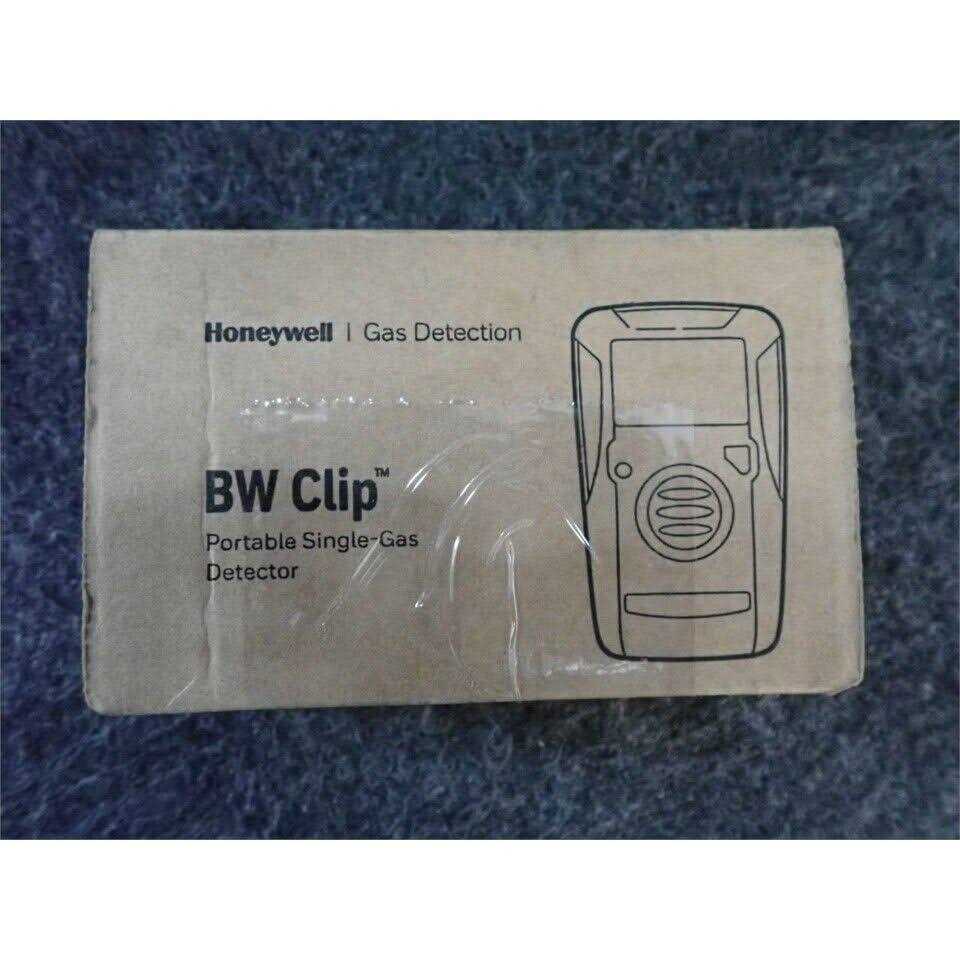 Honeywell | Gas Detection
BW Clip™
Portable Single-Gas
Detector